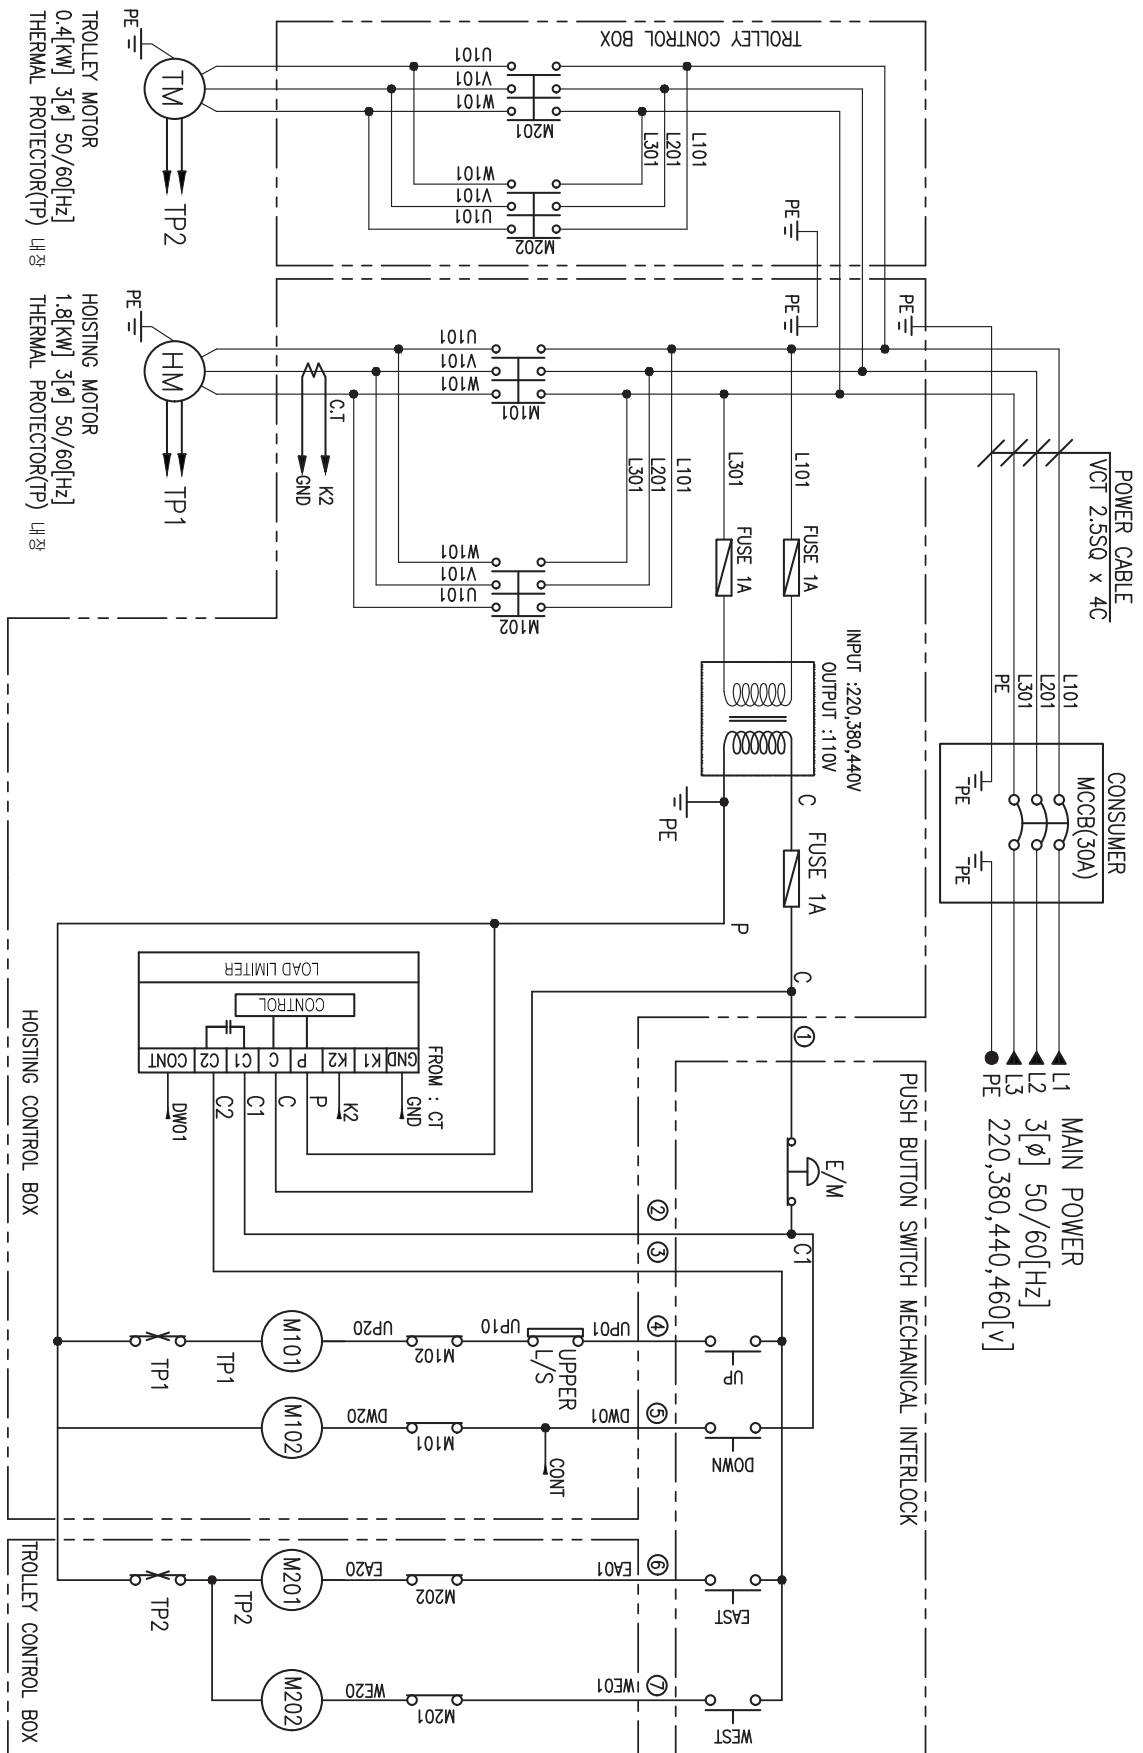 TROLLEY CONTROL BOX
PE
TM
TROLLEY MOTOR
0.4[KW] 3[ø] 50/60[Hz]
THERMAL PROTECTOR(TP) 내장
TP2
U101
V101
W101
M201
L101
L201
L301
W101
V101
U101
M202
PE
PE
PE
PE
HM
HOISTING MOTOR
1.8[KW] 3[ø] 50/60[Hz]
THERMAL PROTECTOR(TP) 내장
TP1
C.T
K2
GND
U101
V101
W101
M101
L101
L201
L301
W101
V101
U101
M102
L101
L301
FUSE 1A
FUSE 1A
POWER CABLE
VCT 2.5SQ x 4C
L101
L201
L301
PE
INPUT :220,380,440V
OUTPUT :110V
CONSUMER
MCCB(30A)
PE
PE
C
FUSE 1A
PE
P
C
L1
L2
L3
PE
MAIN POWER
3[ø] 50/60[Hz]
220,380,440,460[v]
HOISTING CONTROL BOX
LOAD LIMITER
CONTROL
CONT
C2
C1
C
P
K2
K1
GND
FROM : CT
DW01
C2
C1
C
P
K2
GND
PUSH BUTTON SWITCH MECHANICAL INTERLOCK
①
E/M
C1
②
③
④
UP
UP01
UPPER
L/S
UP10
M102
UP20
M101
TP1
TP1
⑤
DOWN
DW01
CONT
M101
DW20
M102
TROLLEY CONTROL BOX
⑥
EAST
EA01
M202
EA20
M201
TP2
TP2
⑦
WEST
WE01
M201
WE20
M202